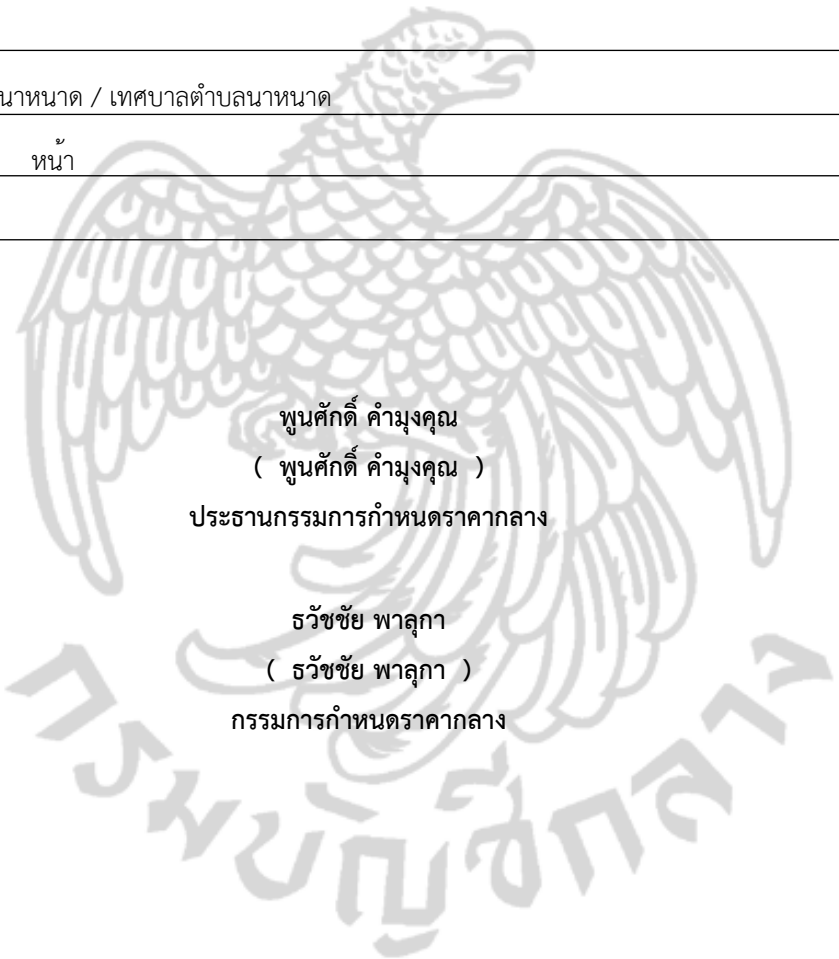 นาหนาด / เทศบาลตำบลนาหนาด
หน้า
พูนศักดิ์ คำมุงคุณ
( พูนศักดิ์ คำมุงคุณ )
ประธานกรรมการกำหนดราคากลาง
ธวัชชัย พาลุกา
( ธวัชชัย พาลุกา )
กรรมการกำหนดราคากลาง
กรมบัญชีกลาง